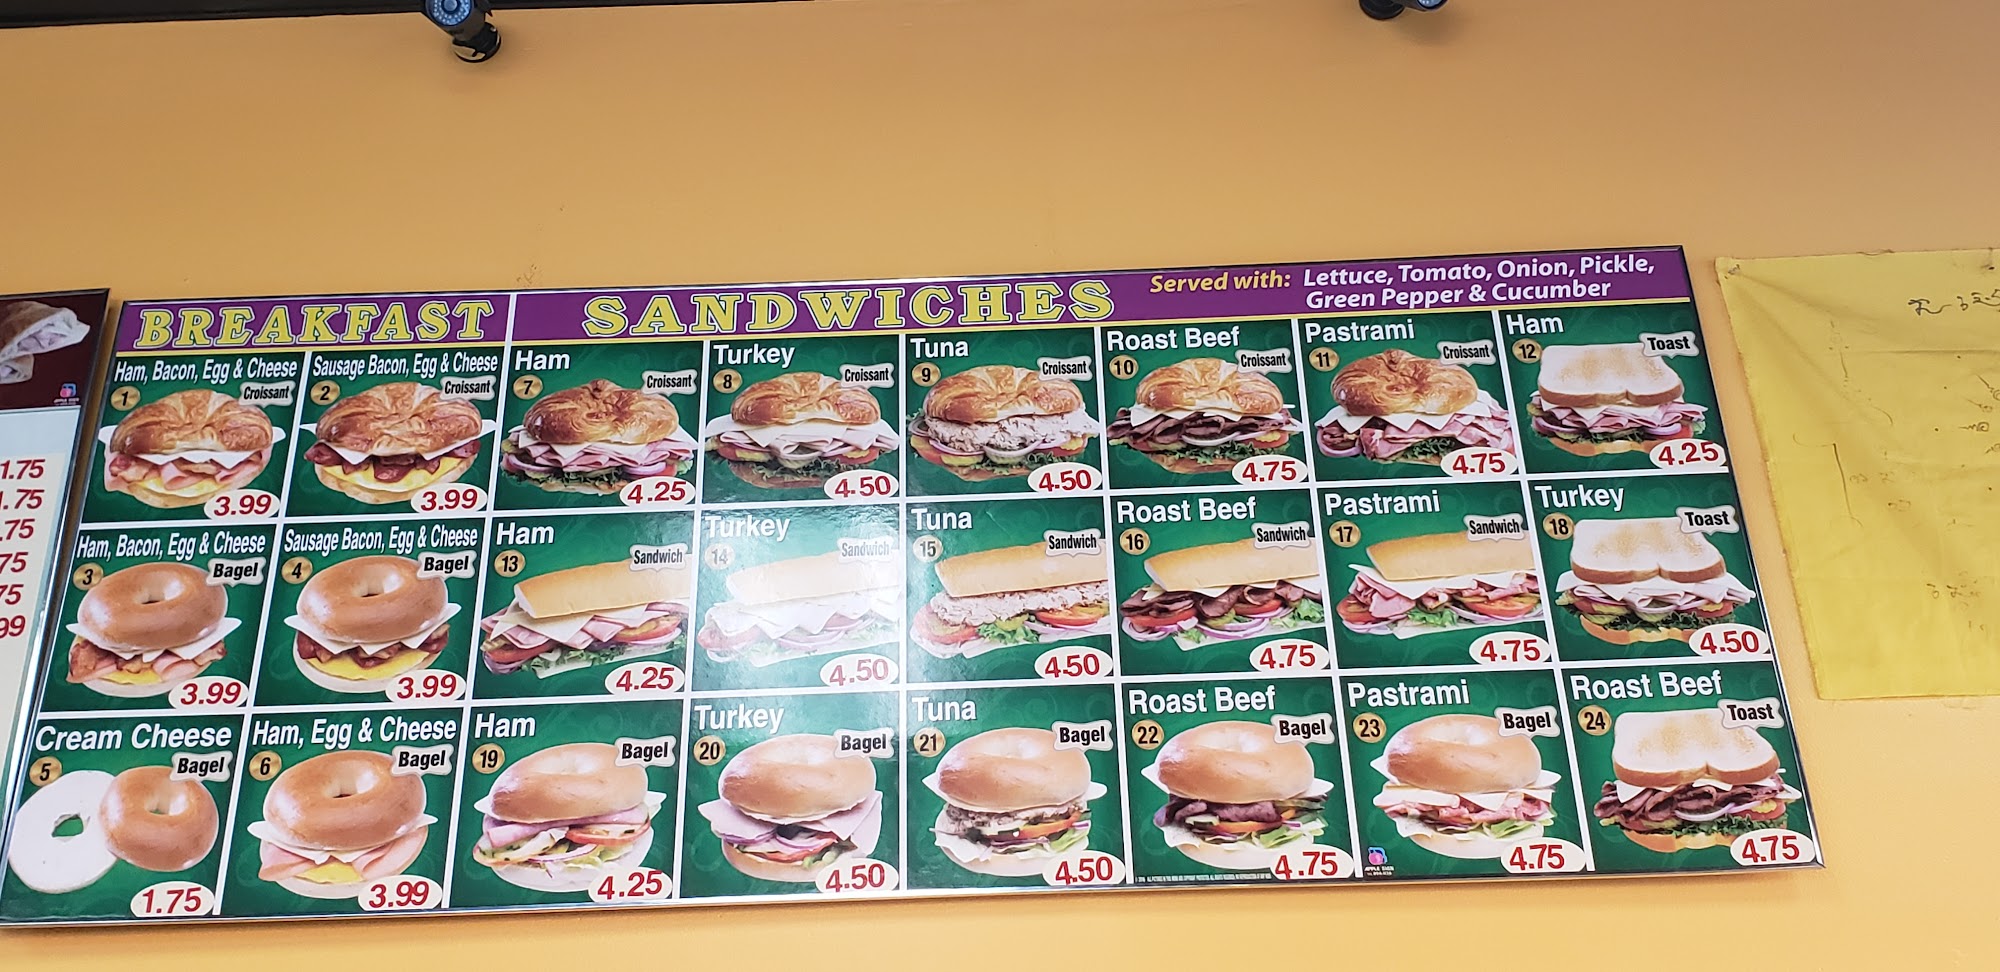 BREAKFAST
SANDWICHES
Served with: Lettuce, Tomato, Onion, Pickle,
Green Pepper & Cucumber
Ham, Bacon, Egg & Cheese
1
Croissant
3.99
Sausage Bacon, Egg & Cheese
2
Croissant
3.99
Ham
7
Croissant
4.25
Turkey
8
Croissant
4.50
Tuna
9
Croissant
4.50
Roast Beef
10
Croissant
4.75
Pastrami
11
Croissant
4.75
Ham
12
Toast
4.25
Ham, Bacon, Egg & Cheese
3
Bagel
3.99
Sausage Bacon, Egg & Cheese
4
Bagel
3.99
Ham
13
Sandwich
4.25
Turkey
14
Sandwich
4.50
Tuna
15
Sandwich
4.50
Roast Beef
16
Sandwich
4.75
Pastrami
17
Sandwich
4.75
Turkey
18
Toast
4.50
Cream Cheese
5
Bagel
1.75
Ham, Egg & Cheese
6
Bagel
3.99
Ham
19
Bagel
4.25
Turkey
20
Bagel
4.50
Tuna
21
Bagel
4.50
Roast Beef
22
Bagel
4.75
Pastrami
23
Bagel
4.75
Roast Beef
24
Toast
4.75
1.75
1.75
.75
75
75
99